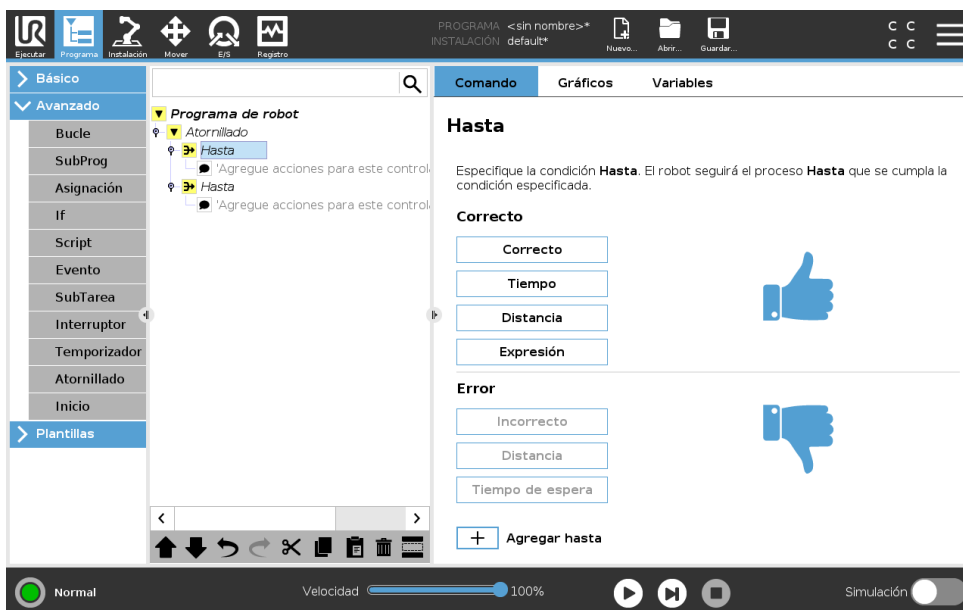 UR
PROGRAMA <sin nombre>*
INSTALACIÓN default*
Ejecutar Programa Instalación Mover E/S Registro Nuevo... Abrir... Guardar...
C C
C C
Básico
Avanzado
Bucle
SubProg
Asignación
If
Script
Evento
SubTarea
Interruptor
Temporizador
Atornillado
Inicio
Plantillas
Programa de robot
Atornillado
Hasta
'Agregue acciones para este control
Hasta
'Agregue acciones para este control
Comando Gráficos Variables
Hasta
Especifique la condición Hasta. El robot seguirá el proceso Hasta que se cumpla la
condición especificada.
Correcto
Correcto
Tiempo
Distancia
Expresión
Error
Incorrecto
Distancia
Tiempo de espera
+ Agregar hasta
Normal Velocidad 100% Simulación